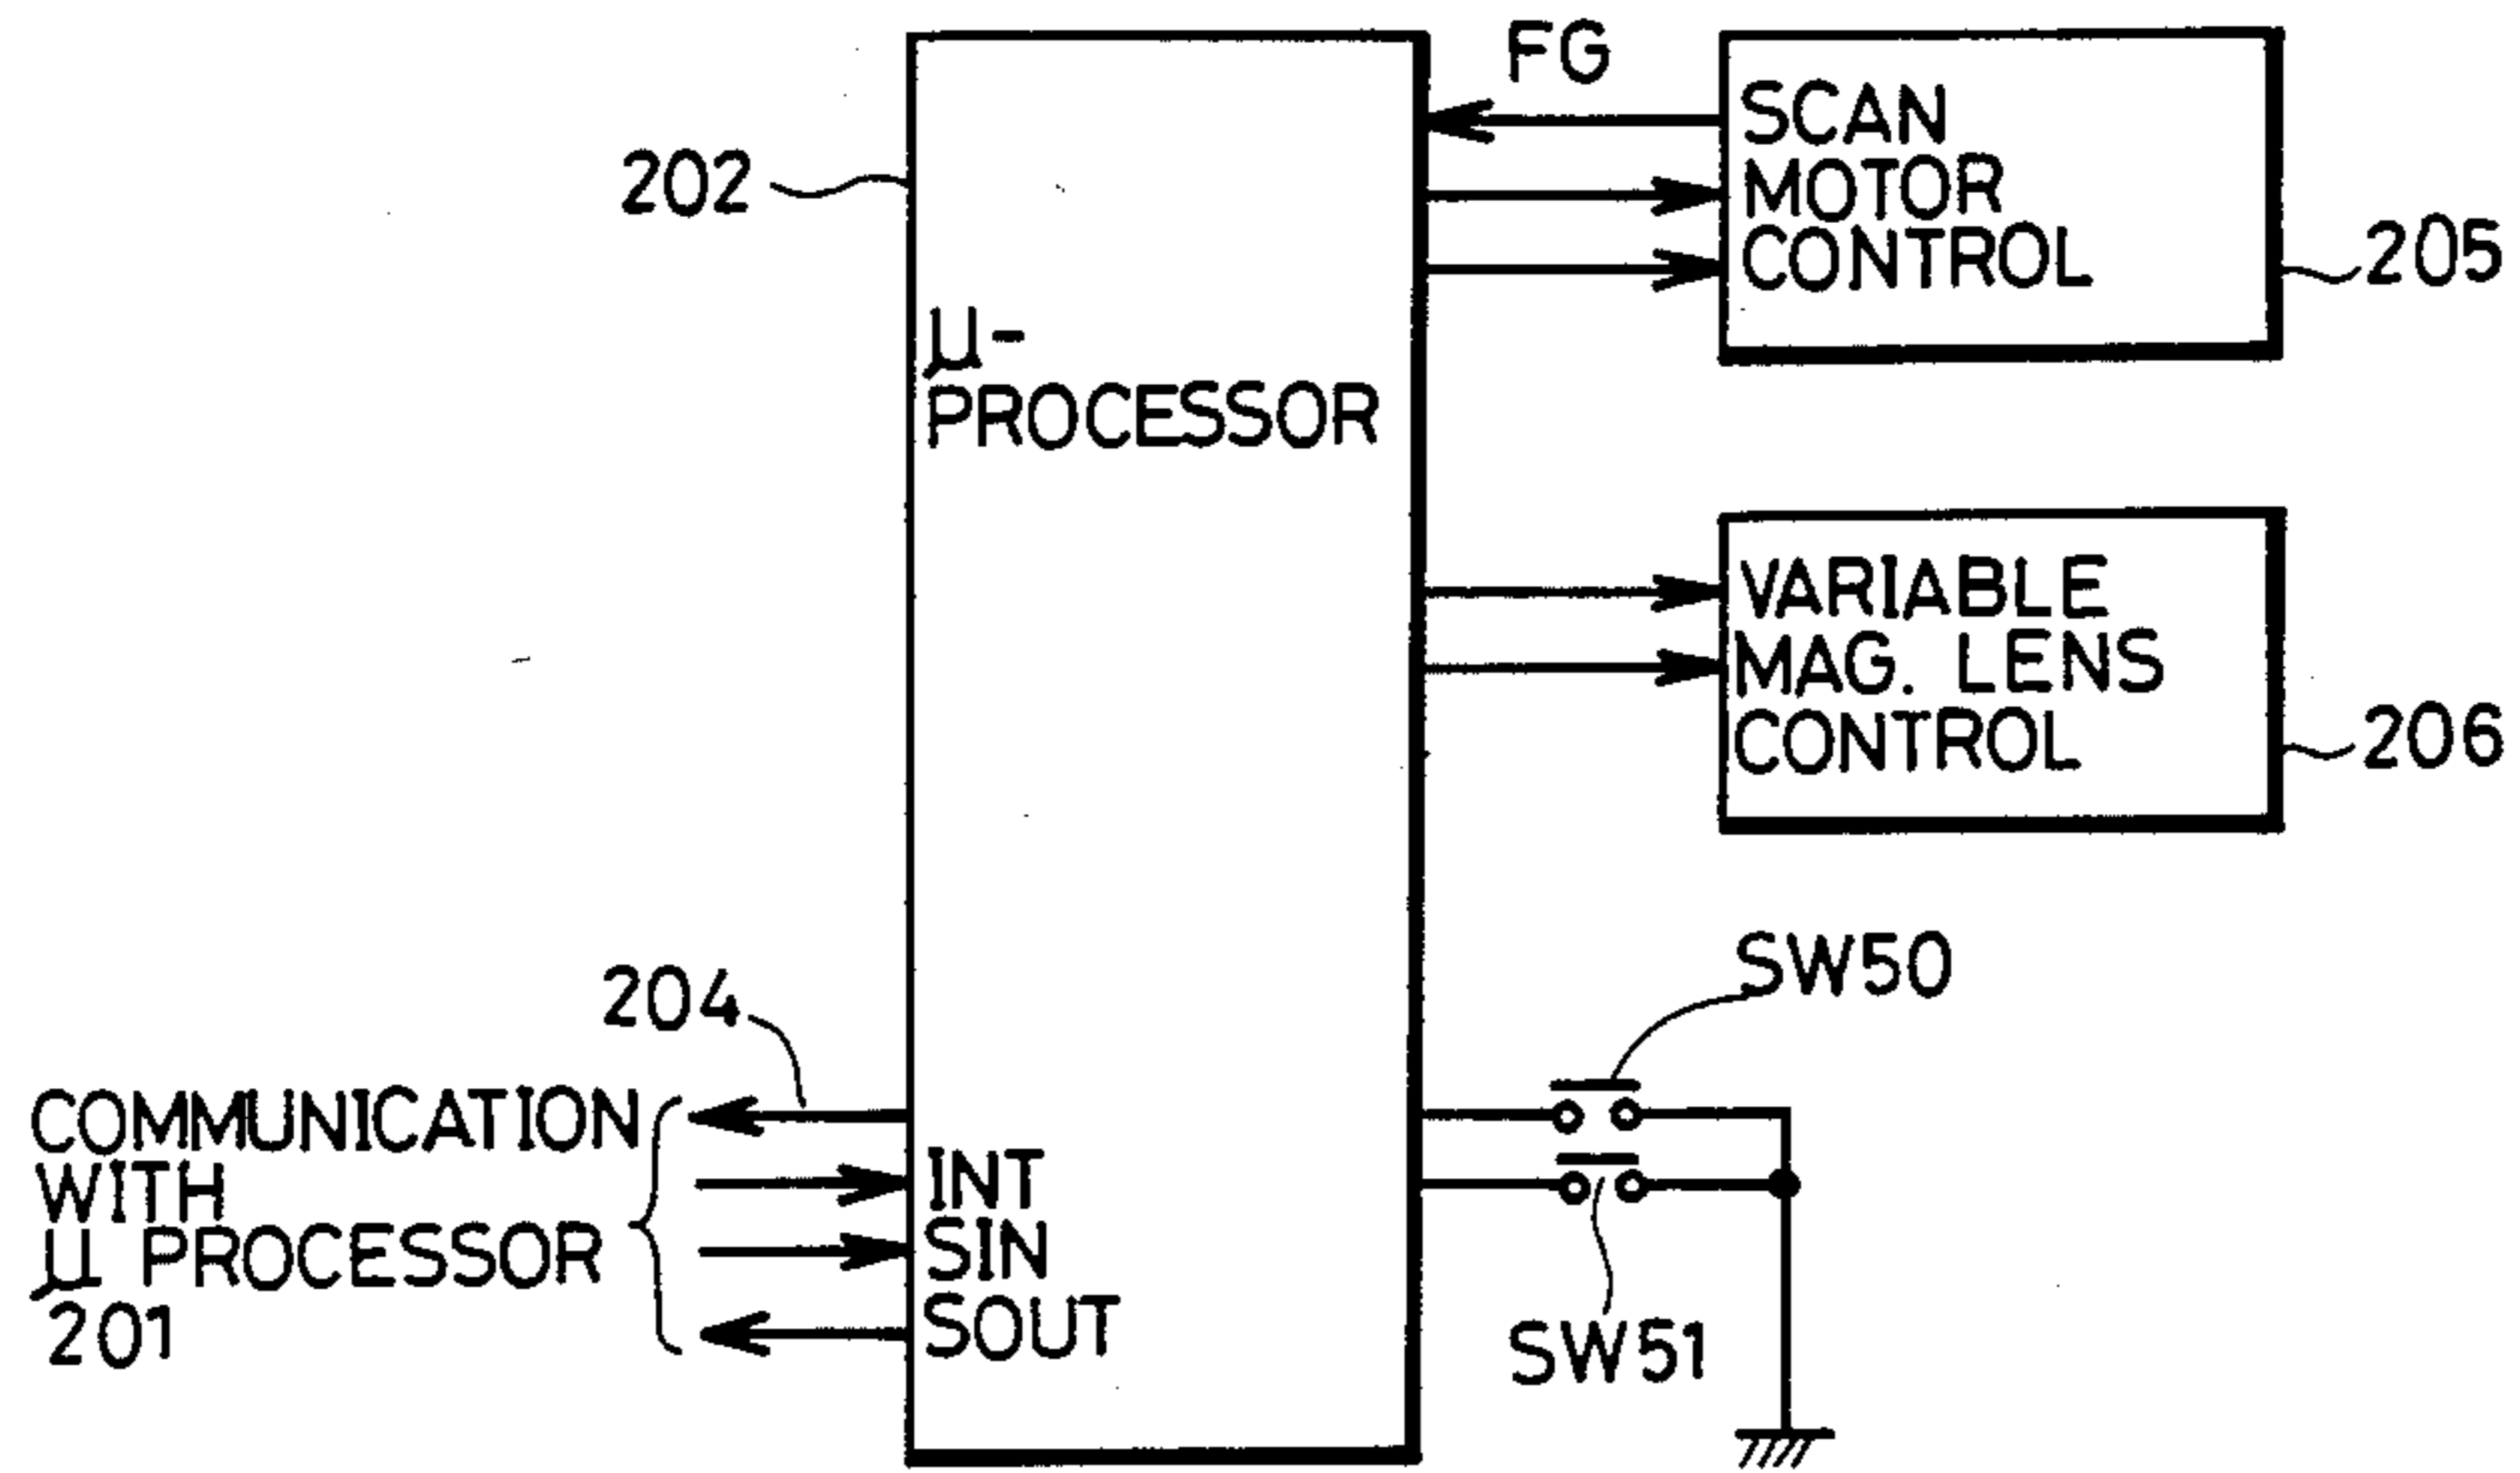 FG
SCAN
MOTOR
CONTROL
202
205
μ-
PROCESSOR
VARIABLE
MAG. LENS
CONTROL
206
SW50
204
COMMUNICATION
WITH
μ PROCESSOR
201
INT
SIN
SOUT
SW51